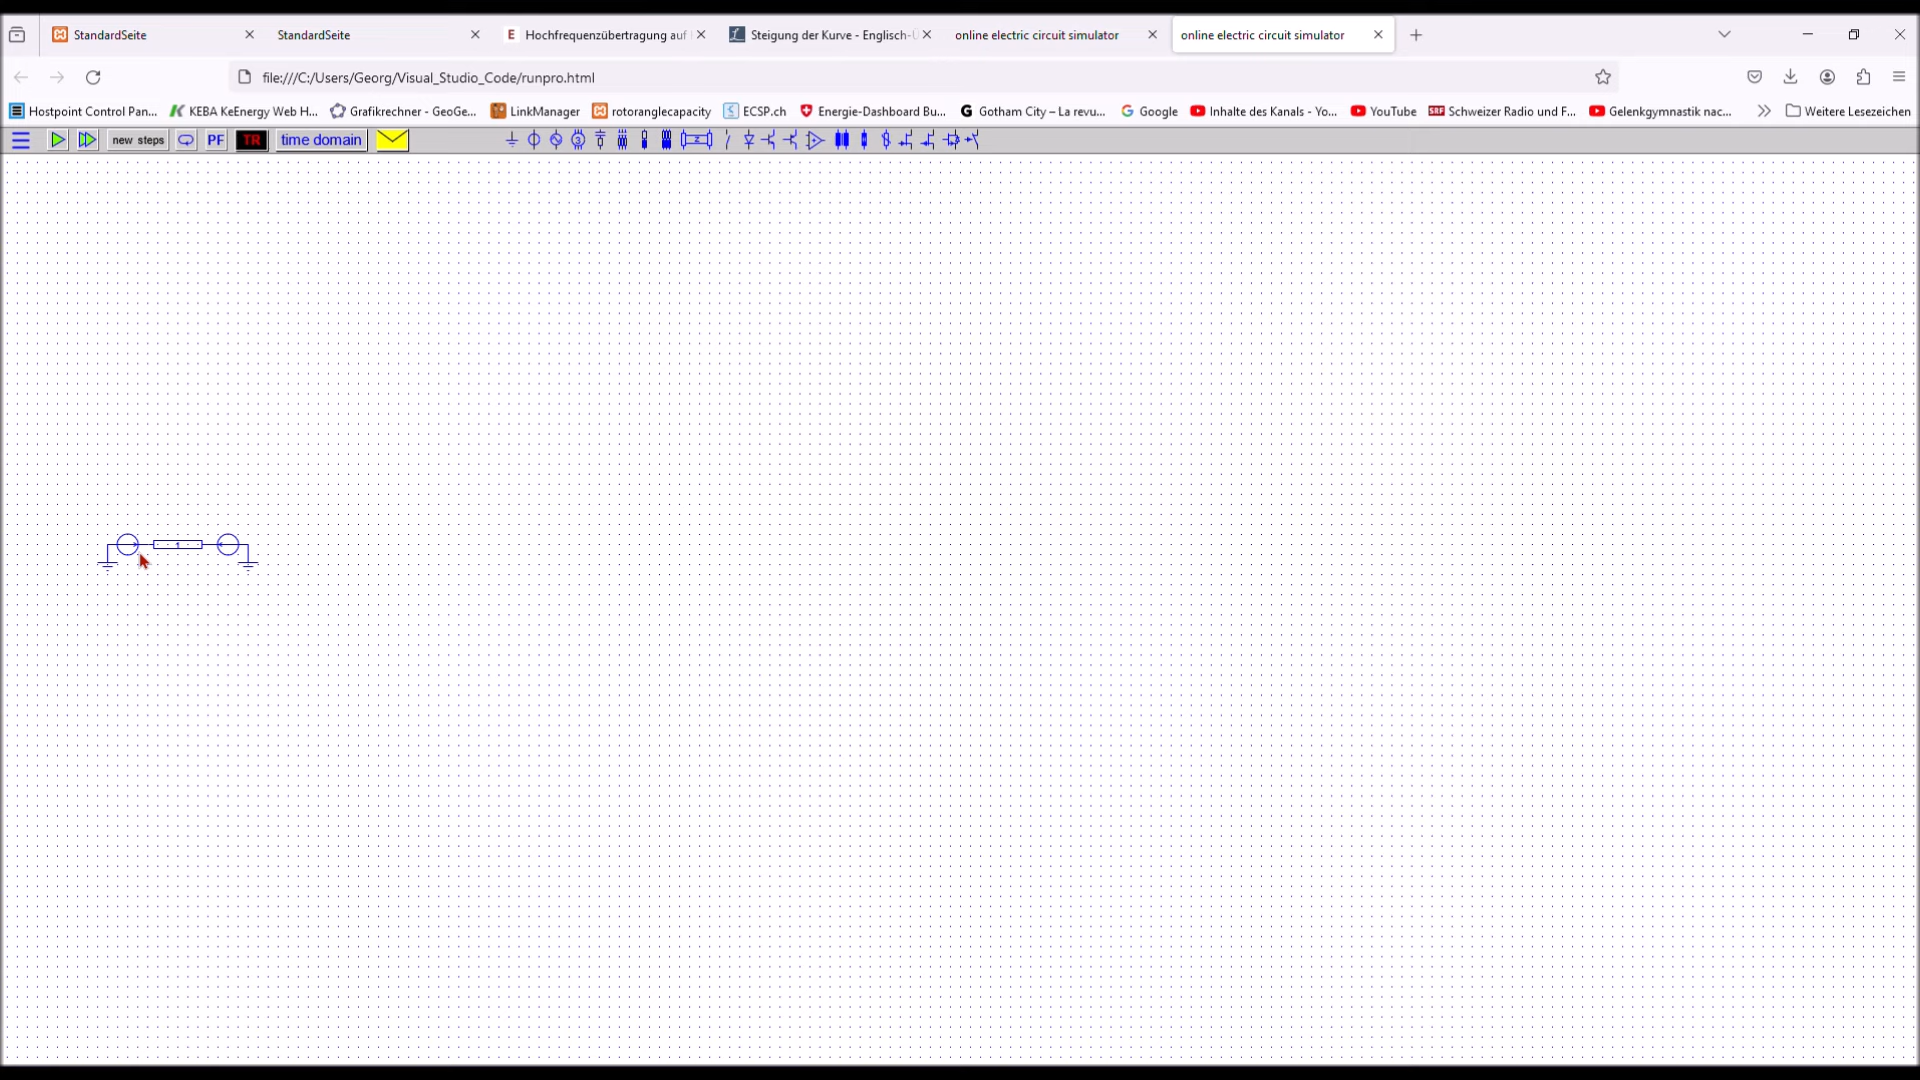 StandardSeite
StandardSeite
Hochfrequenzübertragung auf
Steigung der Kurve - Englisch-
online electric circuit simulator
online electric circuit simulator
file:///C:/Users/Georg/Visual_Studio_Code/runpro.html
Hostpoint Control Pan...
KEBA KeEnergy Web H...
Grafikrechner - GeoGe...
LinkManager
rotoranglecapacity
ECSP.ch
Energie-Dashboard Bu...
Gotham City – La revu...
Google
Inhalte des Kanals - Yo...
YouTube
SRF
Schweizer Radio und F...
Gelenkgymnastik nac...
Weitere Lesezeichen
new steps
PF
TR
time domain
1